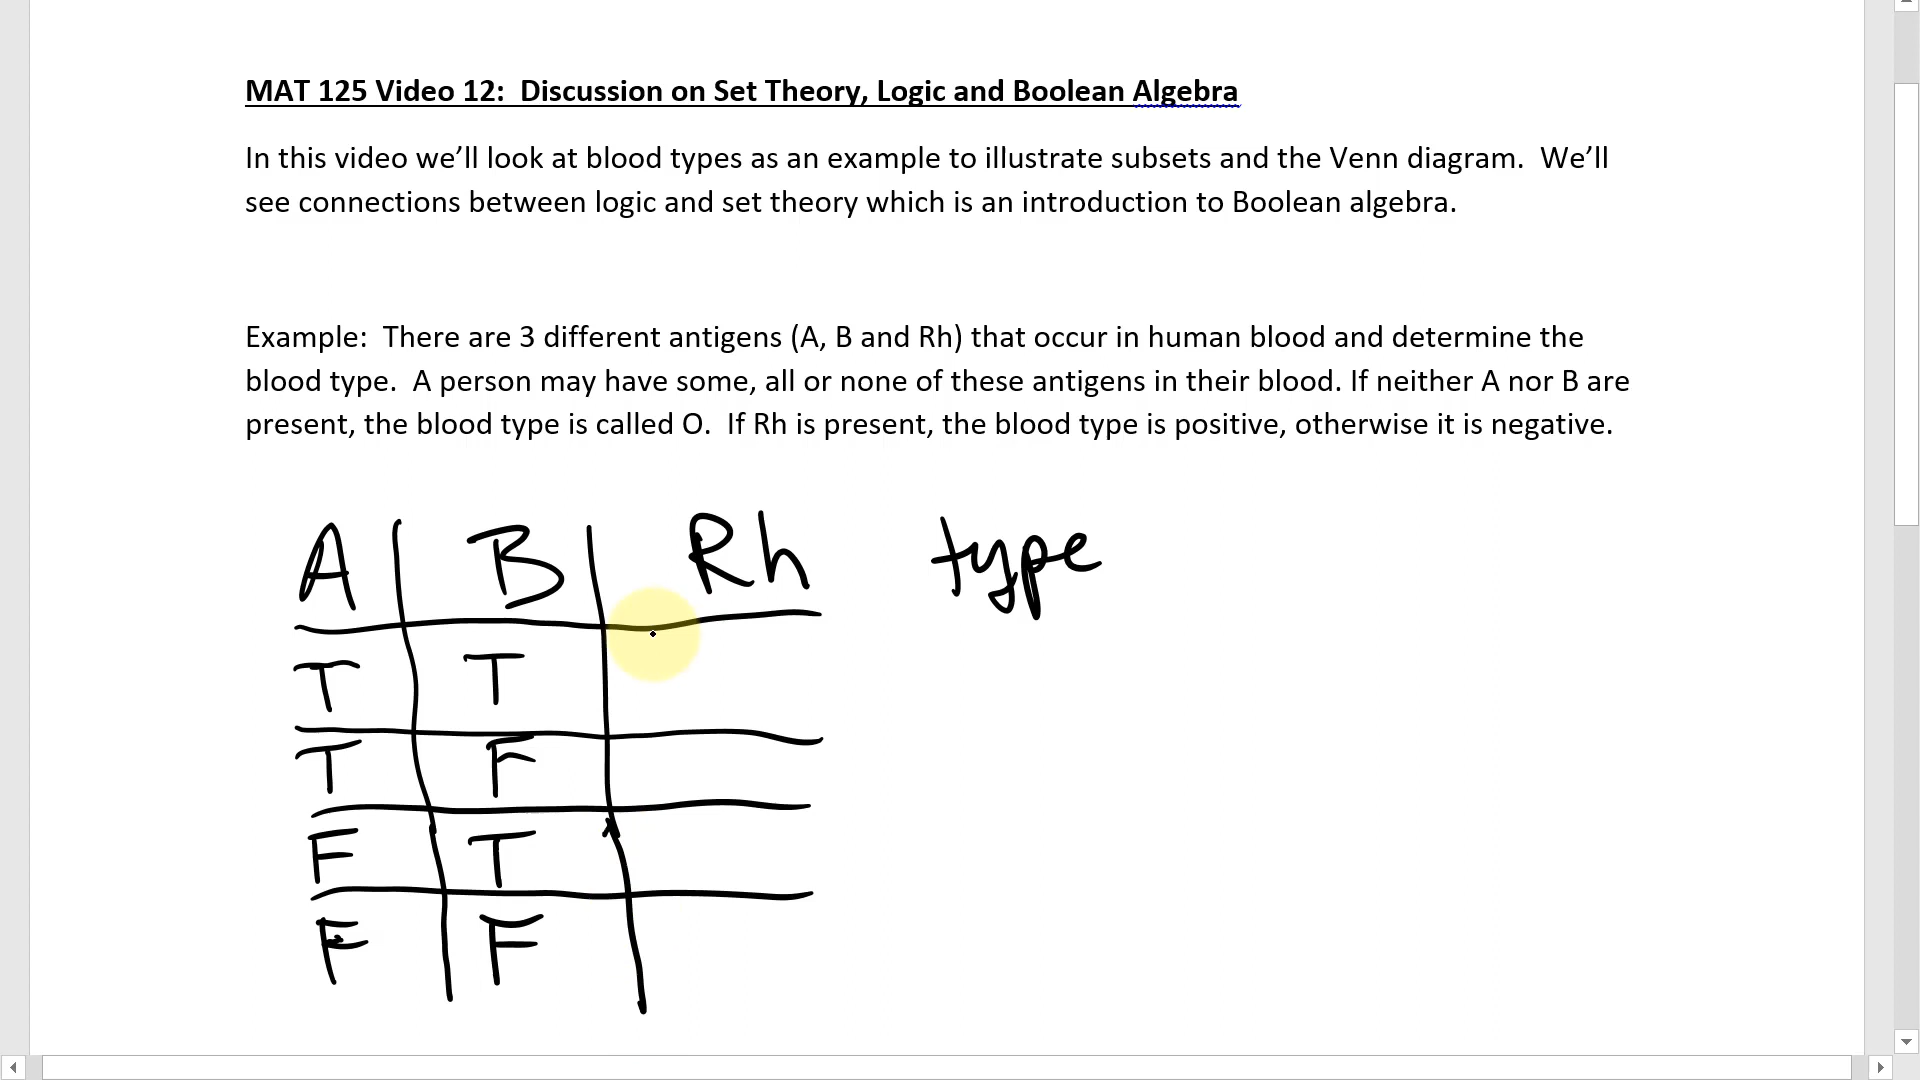 MAT 125 Video 12: Discussion on Set Theory, Logic and Boolean Algebra
In this video we’ll look at blood types as an example to illustrate subsets and the Venn diagram. We’ll
see connections between logic and set theory which is an introduction to Boolean algebra.
Example: There are 3 different antigens (A, B and Rh) that occur in human blood and determine the
blood type. A person may have some, all or none of these antigens in their blood. If neither A nor B are
present, the blood type is called O. If Rh is present, the blood type is positive, otherwise it is negative.
A B Rh type
T T
T F
F T
F F